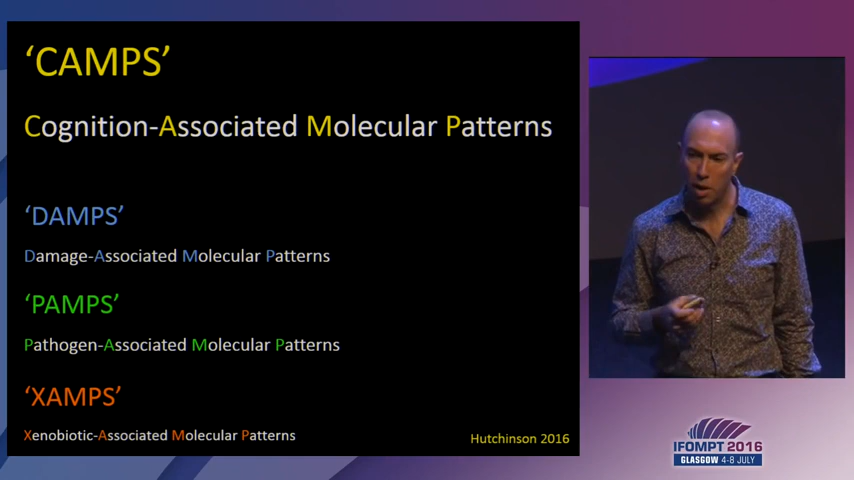 ‘CAMPS’
Cognition-Associated Molecular Patterns
‘DAMPS’
Damage-Associated Molecular Patterns
‘PAMPS’
Pathogen-Associated Molecular Patterns
‘XAMPS’
Xenobiotic-Associated Molecular Patterns
Hutchinson 2016
IFOMPT 2016
GLASGOW 4-8 JULY